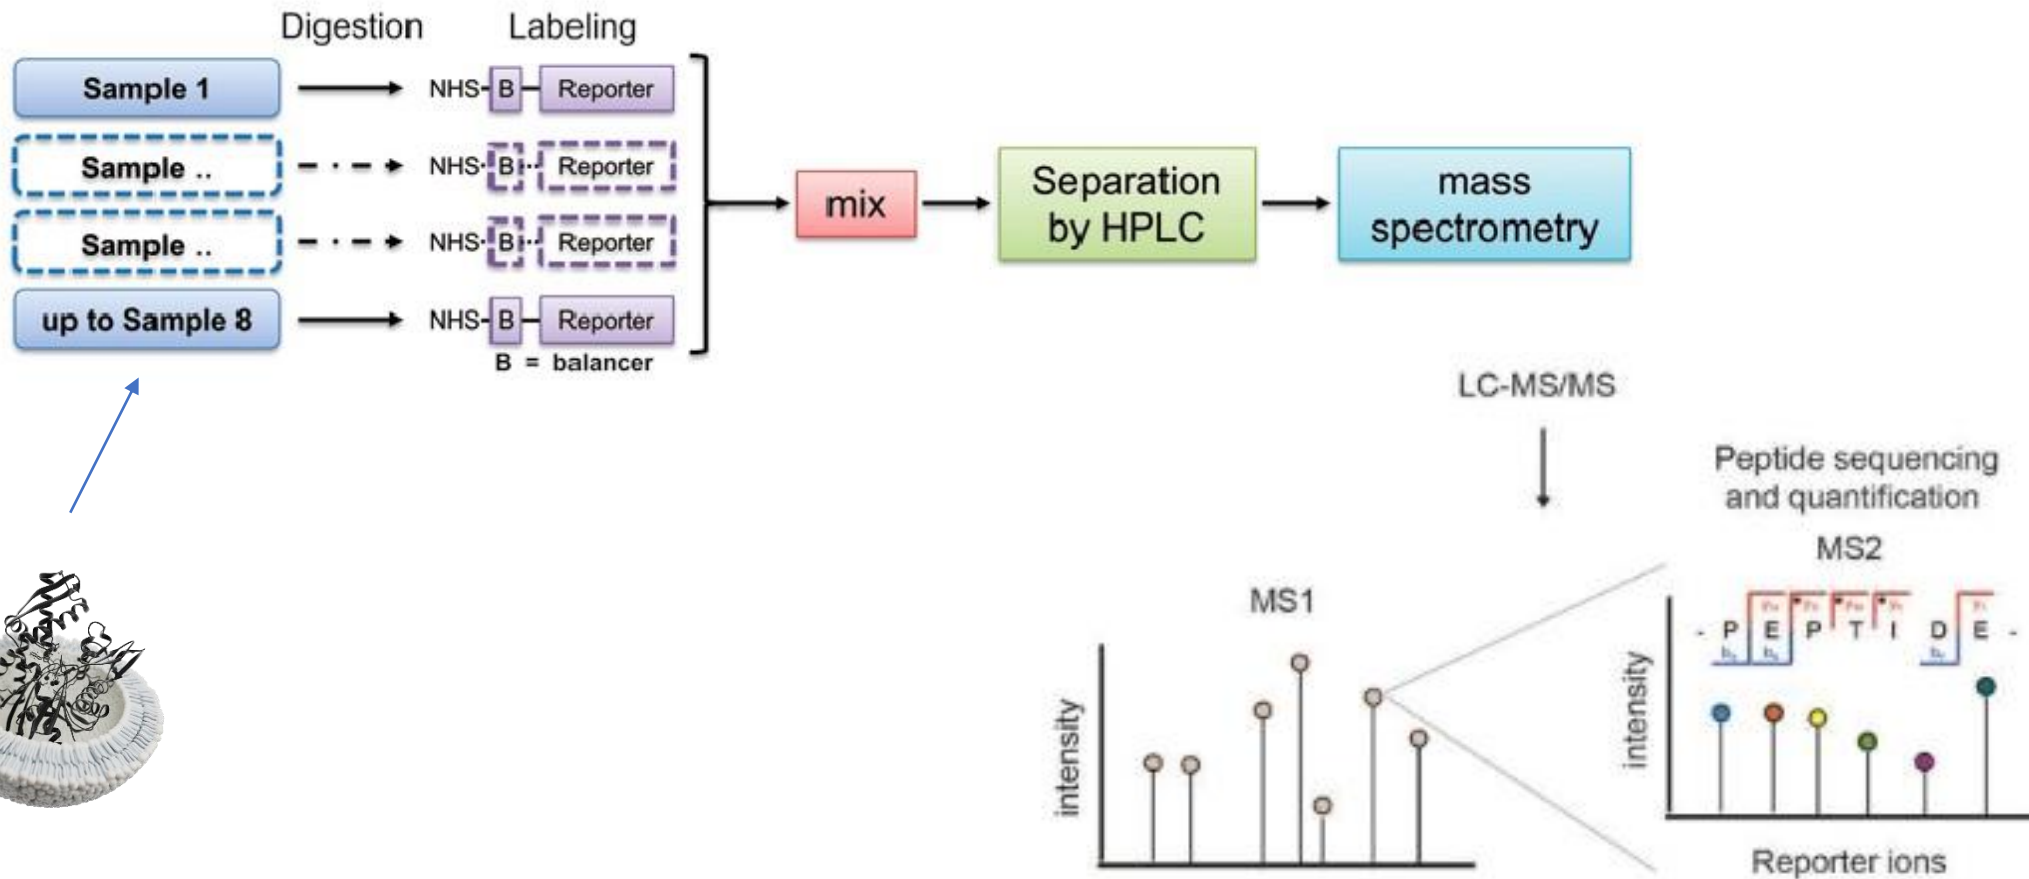 Digestion
Labeling
Sample 1
NHS-B-Reporter
Sample ..
NHS-B-Reporter
Sample ..
NHS-B-Reporter
up to Sample 8
NHS-B-Reporter
B = balancer
mix
Separation
by HPLC
mass
spectrometry
LC-MS/MS
Peptide sequencing
and quantification
MS1
intensity
MS2
- P E P T I D E -
intensity
Reporter ions